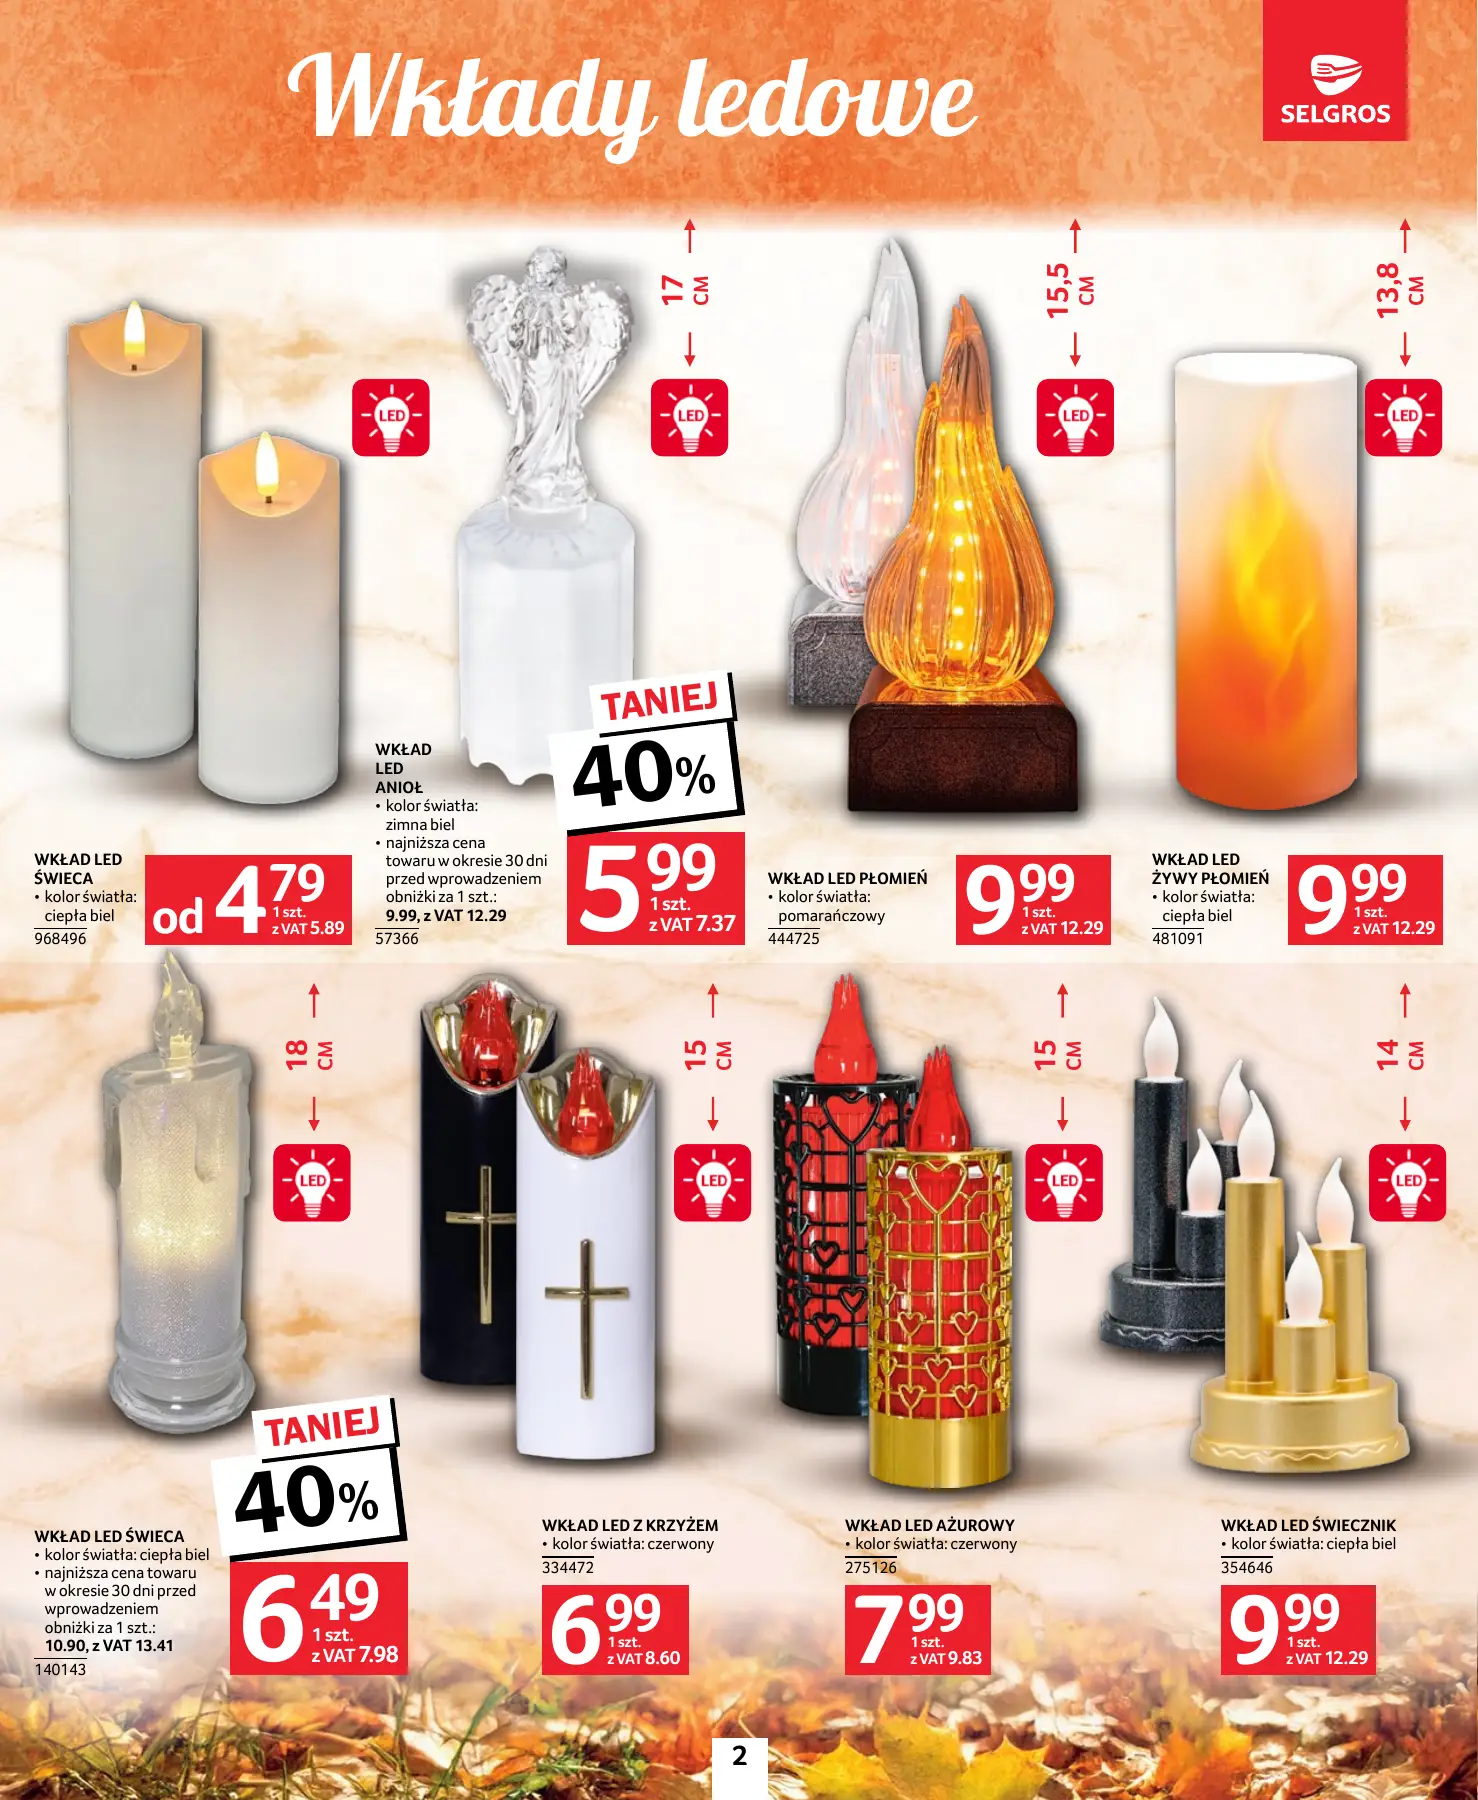 Wkłady ledowe
SELGROS
17
CM
15,5
CM
13,8
CM
LED
LED
LED
LED
WKŁAD LED
ŚWIECA
• kolor światła:
ciepła biel
968496
od 4 79
1 szt.
z VAT 5.89
WKŁAD
LED
ANIOŁ
• kolor światła:
zimna biel
• najniższa cena
towaru w okresie 30 dni
przed wprowadzeniem
obniżki za 1 szt.:
9.99, z VAT 12.29
57366
TANIEJ
40%
5 99
1 szt.
z VAT 7.37
WKŁAD LED PŁOMIEŃ
• kolor światła:
pomarańczowy
444725
9 99
1 szt.
z VAT 12.29
WKŁAD LED
ŻYWY PŁOMIEŃ
• kolor światła:
ciepła biel
481091
9 99
1 szt.
z VAT 12.29
18
CM
15
CM
15
CM
14
CM
LED
LED
LED
LED
WKŁAD LED ŚWIECA
• kolor światła: ciepła biel
• najniższa cena towaru
w okresie 30 dni przed
wprowadzeniem
obniżki za 1 szt.:
10.90, z VAT 13.41
140143
TANIEJ
40%
6 49
1 szt.
z VAT 7.98
WKŁAD LED Z KRZYŻEM
• kolor światła: czerwony
334472
6 99
1 szt.
z VAT 8.60
WKŁAD LED AŻUROWY
• kolor światła: czerwony
275126
7 99
1 szt.
z VAT 9.83
WKŁAD LED ŚWIECZNIK
• kolor światła: ciepła biel
354646
9 99
1 szt.
z VAT 12.29
2